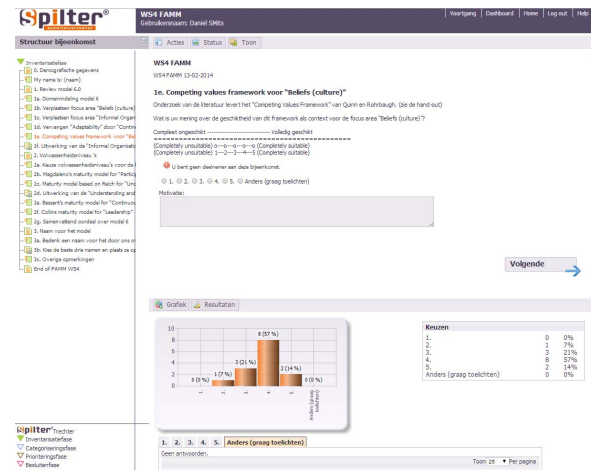 Spilter®
WS4 FAMM
Gebruikersnaam: Daniel SMits
Voortgang | Dashboard | Home | Log out | Help
Structuur bijeenkomst
Acties
Status
Toon
Inventarisatiefase
0. Demografische gegevens
My name is: (naam)
1. Review model 6.0
1a. Domeinindeling model 6
1b. Verplaatsen focus area "Beliefs (culture)
1c. Verplaatsen focus area "Informal Organ
1d. Vervangen "Adaptability" door "Contin
1e. Competing values framework voor "Be
1f. Uitwerking van de "Informal Organizatio
2. Volwassenheidsniveau 's
2a. Keuze volwassenheidniveau's voor de l
2b. Magdaleno's maturity model for "Partici
2c. Maturity model based on Reich for "Unc
2d. Uitwerking van de "Understanding and
2e. Bessant's maturity model for "Continuou
2f. Collins maturity model for "Leadership"
2g. Samenvattend oordeel over model 6
3. Naam voor het model
3a. Bedenk een naam voor het door ons or
3b. Kies de beste drie namen en plaats ze op
3c. Overige opmerkingen
End of FAMM WS4
WS4 FAMM
WS4 FAMM 13-02-2014
1e. Competing values framework voor "Beliefs (culture)"
Onderzoek van de literatuur levert het "Competing Values Framework" van Quinn en Rohrbaugh. (zie de hand-out)
Wat is uw mening over de geschiktheid van dit framework als context voor de focus area "Beliefs (culture)"?
Compleet ongeschikt ------------------------- Volledig geschikt
==================================================
(Completely unsuitable) o---o---o---o---o (Completely suitable)
(Completely unsuitable) 1---2---3---4---5 (Completely suitable)
U bent geen deelnemer aan deze bijeenkomst.
1. 2. 3. 4. 5. Anders (graag toelichten)
Motivatie:
Volgende
Grafiek
Resultaten
10
8
6
4
2
0
0 (0 %)
1 (7 %)
3 (21 %)
8 (57 %)
2 (14 %)
0 (0 %)
1.
2.
3.
4.
5.
Anders (graag toelichten)
Keuzen
1. 0 0%
2. 1 7%
3. 3 21%
4. 8 57%
5. 2 14%
Anders (graag toelichten) 0 0%
1. 2. 3. 4. 5. Anders (graag toelichten)
Geen antwoorden.
Toon 20 Per pagina
Spilter® Trechter
Inventarisatiefase
Categoriseringsfase
Prioriteringsfase
Besluitenfase